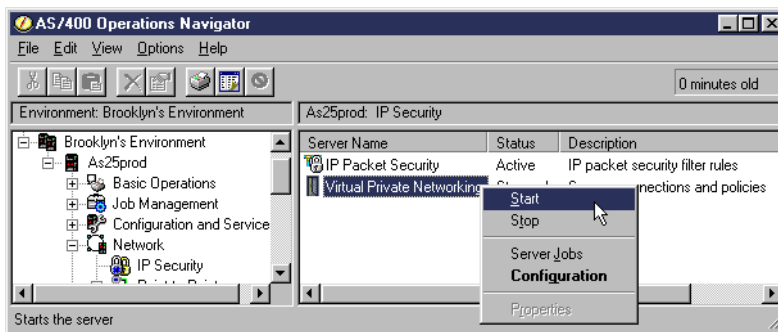 AS/400 Operations Navigator
File Edit View Options Help
0 minutes old
Environment: Brooklyn's Environment
As25prod: IP Security
Brooklyn's Environment
As25prod
Basic Operations
Job Management
Configuration and Service
Network
IP Security
Server Name Status Description
IP Packet Security Active IP packet security filter rules
Virtual Private Networking and policies
Start
Stop
Server Jobs
Configuration
Properties
Starts the server